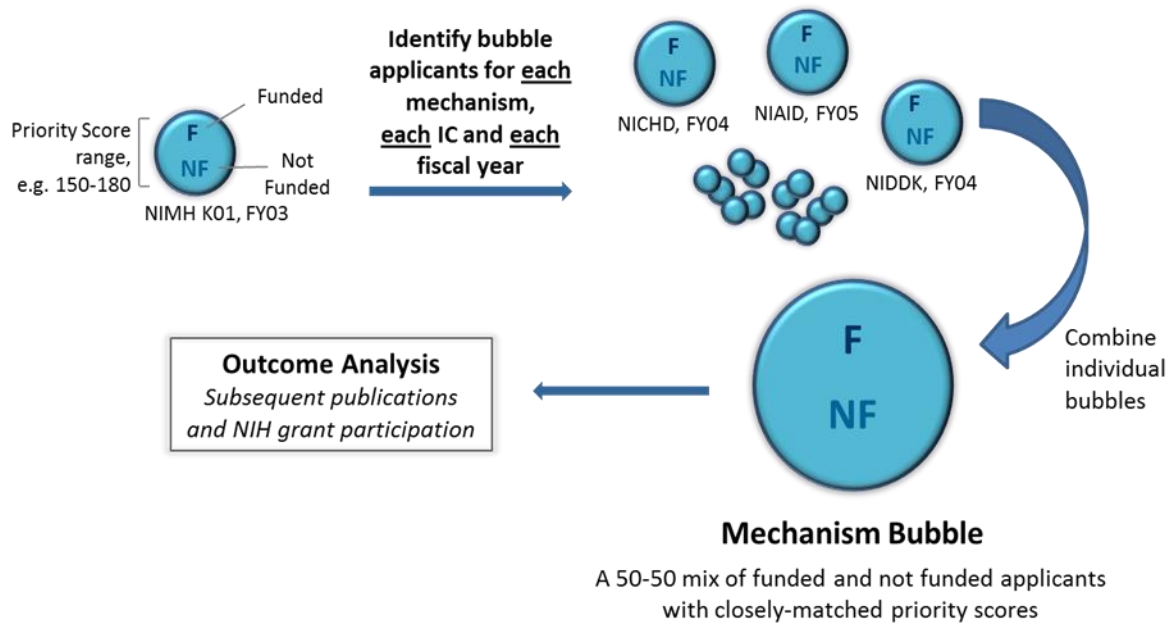 Priority Score
range,
e.g. 150-180
F
NF
Funded
Not
Funded
NIMH K01, FY03
Identify bubble
applicants for each
mechanism,
each IC and each
fiscal year
F
NF
NICHD, FY04
F
NF
NIAID, FY05
F
NF
NIDDK, FY04
Combine
individual
bubbles
F
NF
Mechanism Bubble
A 50-50 mix of funded and not funded applicants
with closely-matched priority scores
Outcome Analysis
Subsequent publications
and NIH grant participation